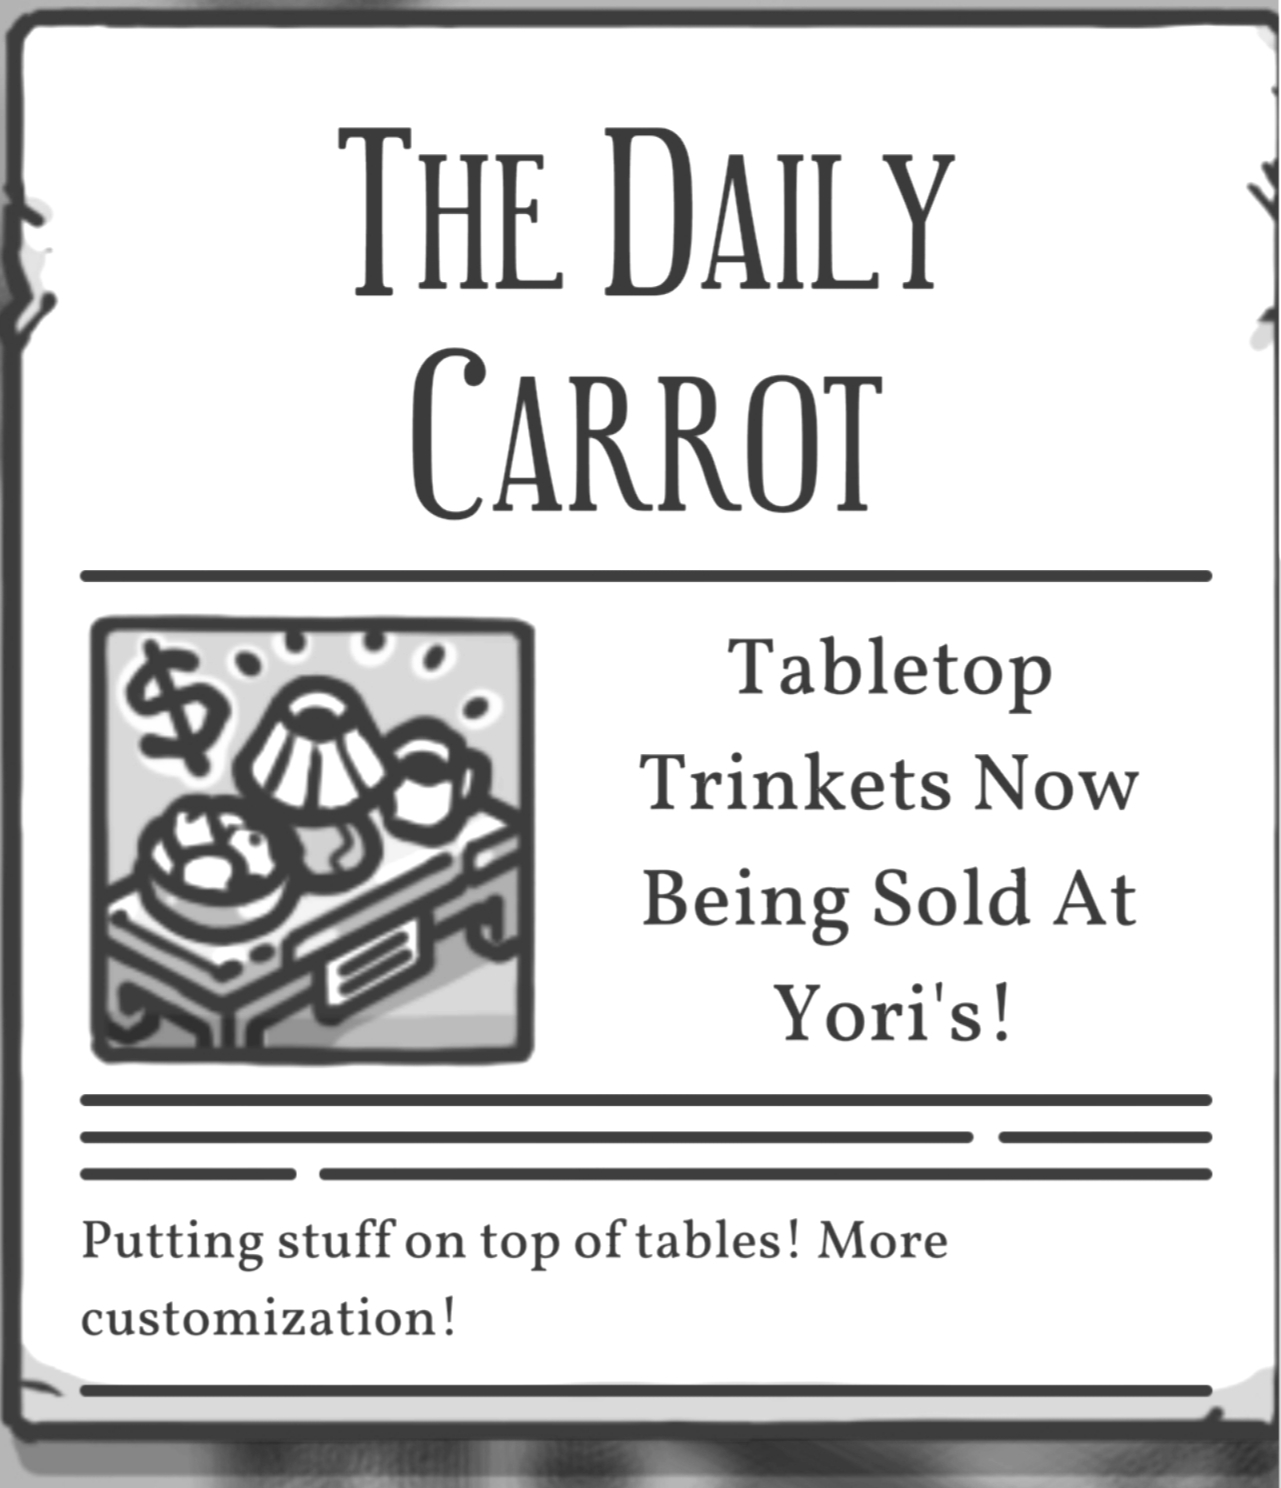 The Daily
Carrot
Tabletop
Trinkets Now
Being Sold At
Yori's!
Putting stuff on top of tables! More
customization!